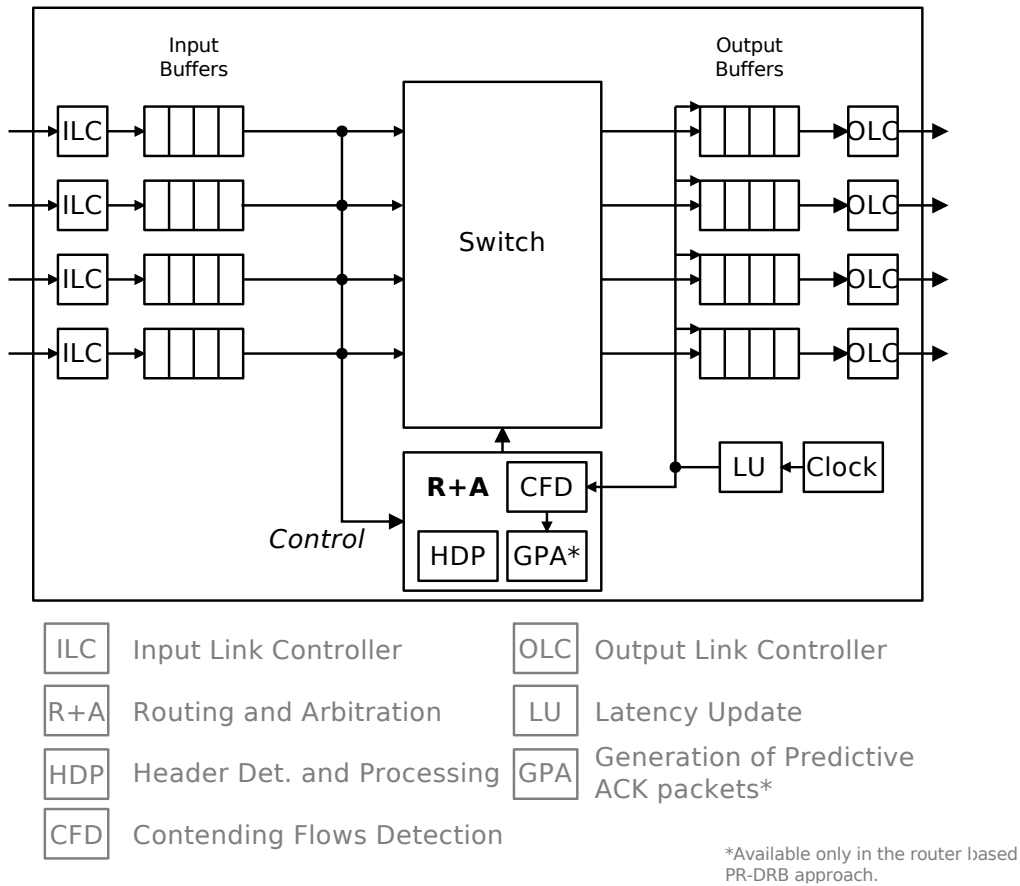 Input
Buffers
Output
Buffers
ILC
OLC
ILC
OLC
Switch
ILC
OLC
ILC
OLC
R+A
CFD
LU
Clock
Control
HDP
GPA*
ILC Input Link Controller
OLC Output Link Controller
R+A Routing and Arbitration
LU Latency Update
HDP Header Det. and Processing
GPA Generation of Predictive
ACK packets*
CFD Contending Flows Detection
*Available only in the router based
PR-DRB approach.